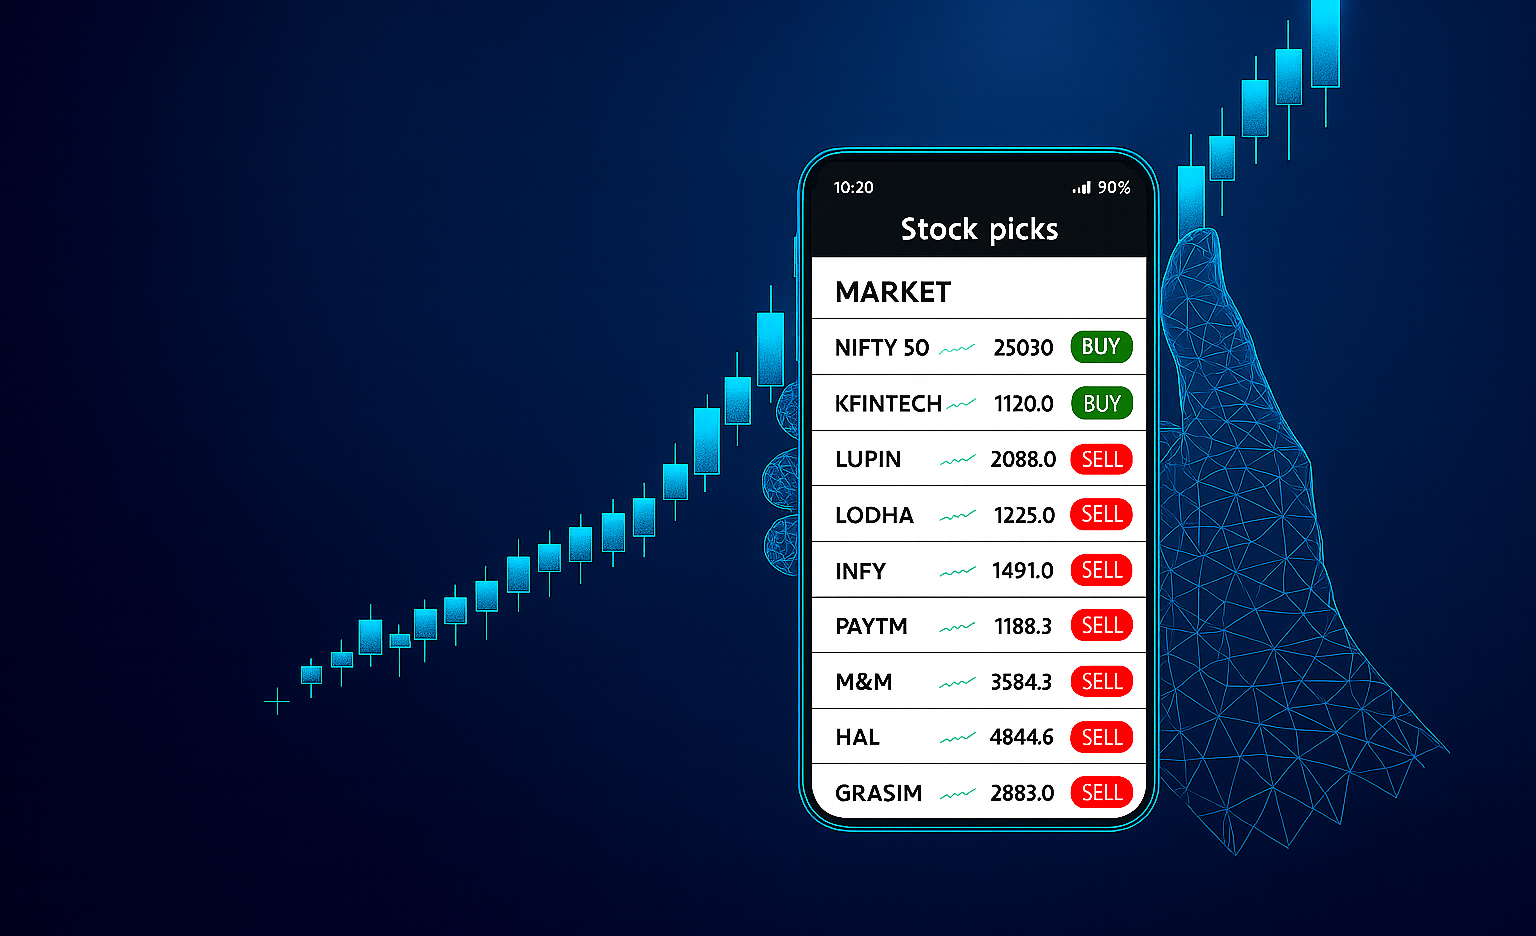 10:20 90%
Stock picks
MARKET
NIFTY 50 25030 BUY
KFINTECH 1120.0 BUY
LUPIN 2088.0 SELL
LODHA 1225.0 SELL
INFY 1491.0 SELL
PAYTM 1188.3 SELL
M&M 3584.3 SELL
HAL 4844.6 SELL
GRASIM 2883.0 SELL